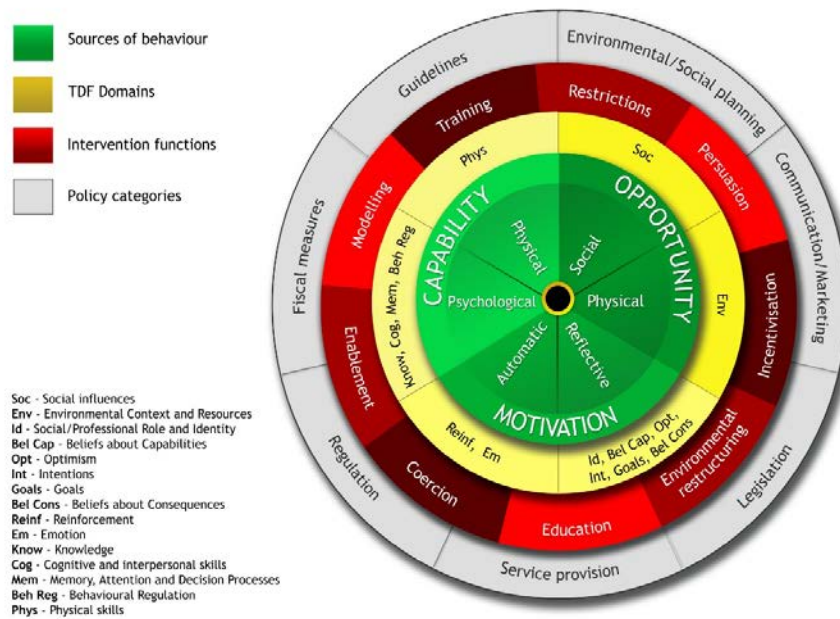 Sources of behaviour
TDF Domains
Intervention functions
Policy categories
Guidelines
Environmental/Social planning
Communication/Marketing
Legislation
Service provision
Regulation
Fiscal measures
Training
Restrictions
Persuasion
Incentivisation
Environmental
restructuring
Education
Coercion
Enablement
Modelling
Phys
Soc
Env
Id, Bel Cap, Opt,
Int, Goals, Bel Cons
Reinf, Em
Know, Cog, Mem, Beh Reg
CAPABILITY
OPPORTUNITY
MOTIVATION
Physical
Social
Physical
Reflective
Automatic
Psychological
Soc - Social influences
Env - Environmental Context and Resources
Id - Social/Professional Role and Identity
Bel Cap - Beliefs about Capabilities
Opt - Optimism
Int - Intentions
Goals - Goals
Bel Cons - Beliefs about Consequences
Reinf - Reinforcement
Em - Emotion
Know - Knowledge
Cog - Cognitive and interpersonal skills
Mem - Memory, Attention and Decision Processes
Beh Reg - Behavioural Regulation
Phys - Physical skills